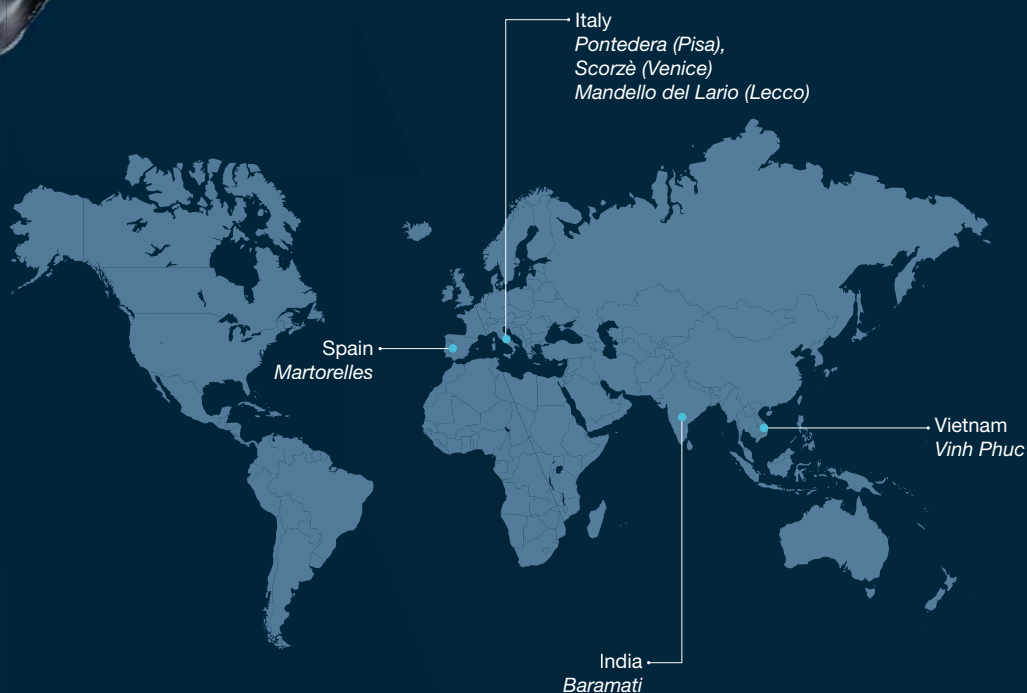 Italy
Pontedera (Pisa),
Scorzè (Venice)
Mandello del Lario (Lecco)
Spain
Martorelles
Vietnam
Vinh Phuc
India
Baramati